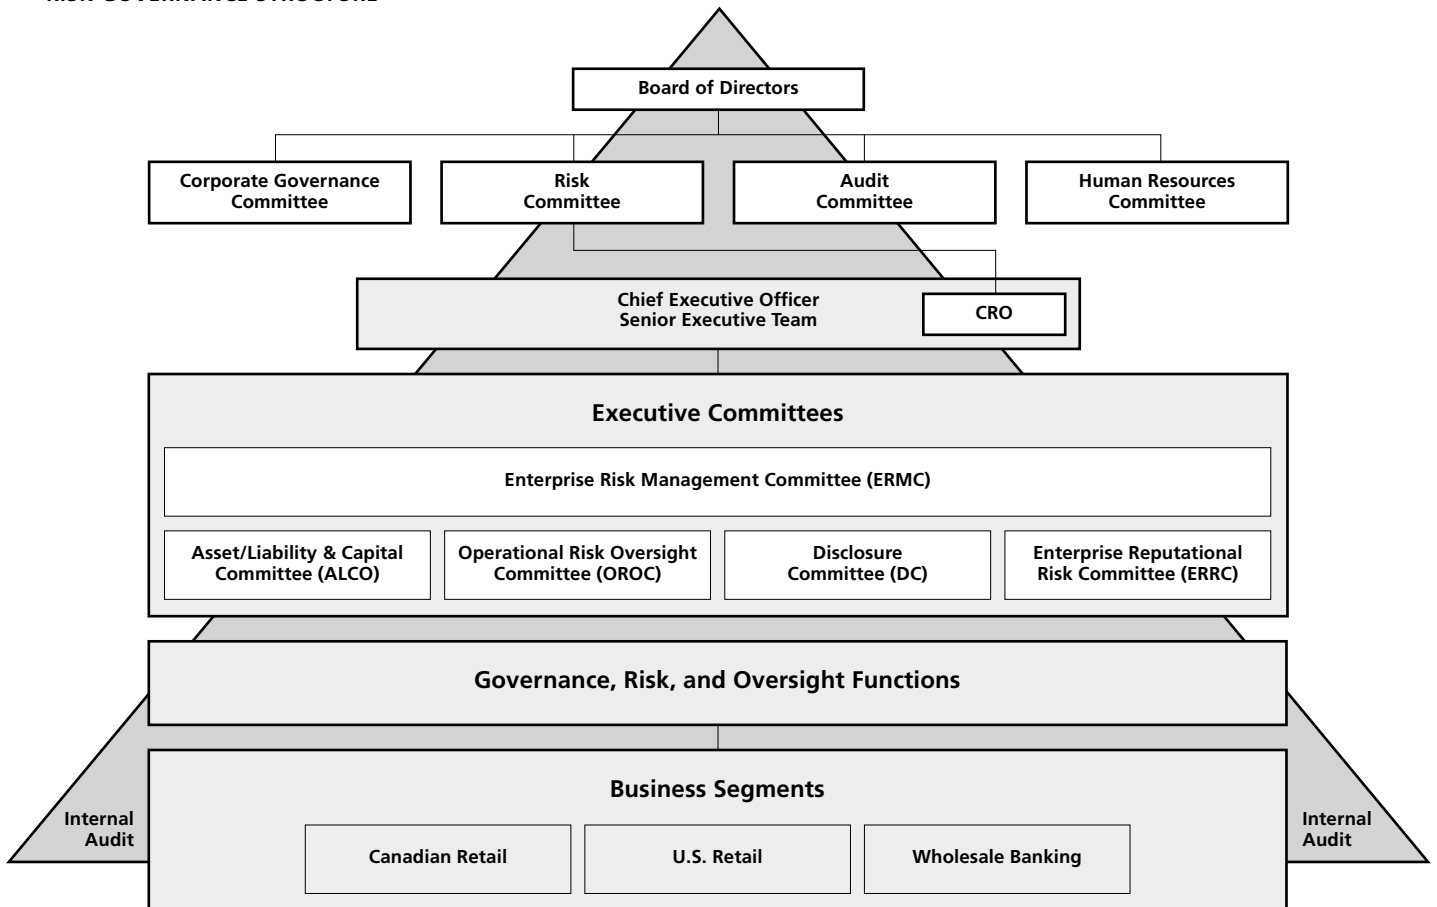 RISK GOVERNANCE STRUCTURE
Board of Directors
Corporate Governance
Committee
Risk
Committee
Audit
Committee
Human Resources
Committee
Chief Executive Officer
Senior Executive Team
CRO
Executive Committees
Enterprise Risk Management Committee (ERMC)
Asset/Liability & Capital
Committee (ALCO)
Operational Risk Oversight
Committee (OROC)
Disclosure
Committee (DC)
Enterprise Reputational
Risk Committee (ERRC)
Governance, Risk, and Oversight Functions
Business Segments
Internal
Audit
Canadian Retail
U.S. Retail
Wholesale Banking
Internal
Audit